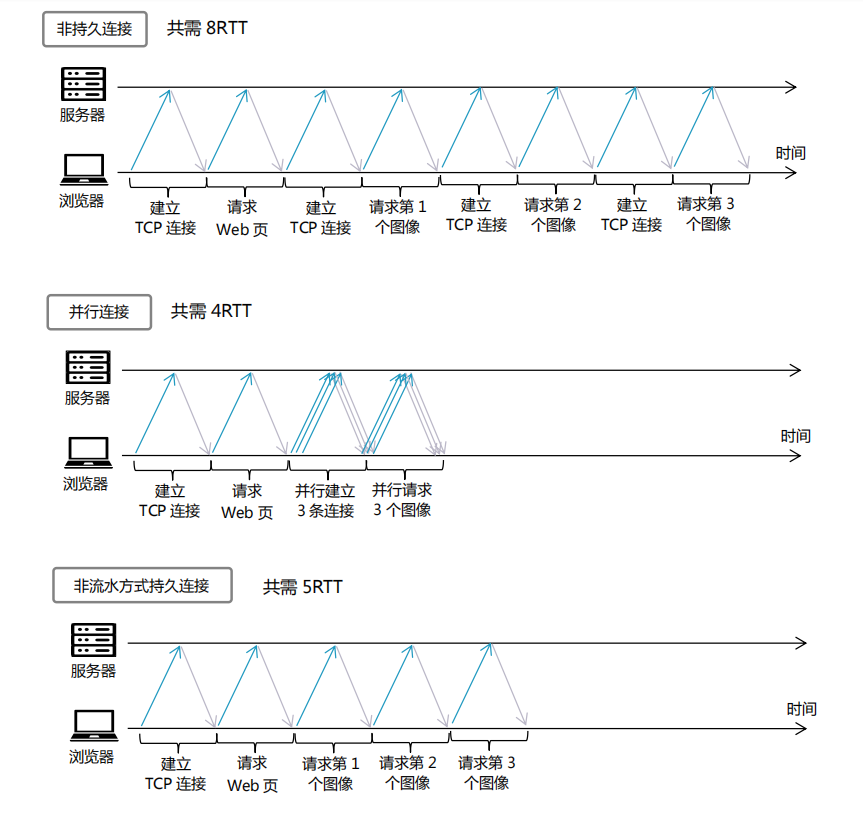 非持久连接 共需 8RTT
服务器
时间
浏览器
建立
TCP 连接
请求
Web 页
建立
TCP 连接
请求第 1
个图像
建立
TCP 连接
请求第 2
个图像
建立
TCP 连接
请求第 3
个图像
并行连接 共需 4RTT
服务器
时间
浏览器
建立
TCP 连接
请求
Web 页
并行建立
3 条连接
并行请求
3 个图像
非流水方式持久连接 共需 5RTT
服务器
时间
浏览器
建立
TCP 连接
请求
Web 页
请求第 1
个图像
请求第 2
个图像
请求第 3
个图像